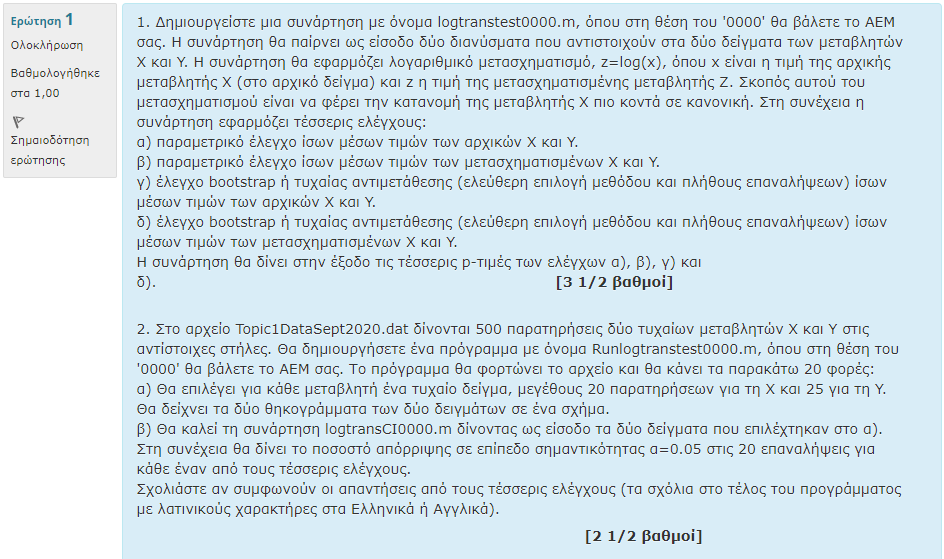 Ερώτηση 1
Ολοκλήρωση
Βαθμολογήθηκε
στα 1,00
Σημαιοδότηση
ερώτησης
1. Δημιουργείστε μια συνάρτηση με όνομα logtranstest0000.m, όπου στη θέση του '0000' θα βάλετε το ΑΕΜ
σας. Η συνάρτηση θα παίρνει ως είσοδο δύο διανύσματα που αντιστοιχούν στα δύο δείγματα των μεταβλητών
Χ και Υ. Η συνάρτηση θα εφαρμόζει λογαριθμικό μετασχηματισμό, z=log(x), όπου x είναι η τιμή της αρχικής
μεταβλητής Χ (στο αρχικό δείγμα) και z η τιμή της μετασχηματισμένης μεταβλητής Ζ. Σκοπός αυτού του
μετασχηματισμού είναι να φέρει την κατανομή της μεταβλητής Χ πιο κοντά σε κανονική. Στη συνέχεια η
συνάρτηση εφαρμόζει τέσσερις ελέγχους:
α) παραμετρικό έλεγχο ίσων μέσων τιμών των αρχικών Χ και Υ.
β) παραμετρικό έλεγχο ίσων μέσων τιμών των μετασχηματισμένων Χ και Υ.
γ) έλεγχο bootstrap ή τυχαίας αντιμετάθεσης (ελεύθερη επιλογή μεθόδου και πλήθους επαναλήψεων) ίσων
μέσων τιμών των αρχικών Χ και Υ.
δ) έλεγχο bootstrap ή τυχαίας αντιμετάθεσης (ελεύθερη επιλογή μεθόδου και πλήθους επαναλήψεων) ίσων
μέσων τιμών των μετασχηματισμένων Χ και Υ.
Η συνάρτηση θα δίνει στην έξοδο τις τέσσερις p-τιμές των ελέγχων α), β), γ) και
δ). [3 1/2 βαθμοί]
2. Στο αρχείο Topic1DataSept2020.dat δίνονται 500 παρατηρήσεις δύο τυχαίων μεταβλητών Χ και Υ στις
αντίστοιχες στήλες. Θα δημιουργήσετε ένα πρόγραμμα με όνομα Runlogtranstest0000.m, όπου στη θέση του
'0000' θα βάλετε το ΑΕΜ σας. Το πρόγραμμα θα φορτώνει το αρχείο και θα κάνει τα παρακάτω 20 φορές:
α) Θα επιλέγει για κάθε μεταβλητή ένα τυχαίο δείγμα, μεγέθους 20 παρατηρήσεων για τη Χ και 25 για τη Υ.
Θα δείχνει τα δύο θηκογράμματα των δύο δειγμάτων σε ένα σχήμα.
β) Θα καλεί τη συνάρτηση logtransCI0000.m δίνοντας ως είσοδο τα δύο δείγματα που επιλέχτηκαν στο α).
Στη συνέχεια θα δίνει το ποσοστό απόρριψης σε επίπεδο σημαντικότητας α=0.05 στις 20 επαναλήψεις για
κάθε έναν από τους τέσσερις ελέγχους.
Σχολιάστε αν συμφωνούν οι απαντήσεις από τους τέσσερις ελέγχους (τα σχόλια στο τέλος του προγράμματος
με λατινικούς χαρακτήρες στα Ελληνικά ή Αγγλικά).
[2 1/2 βαθμοί]